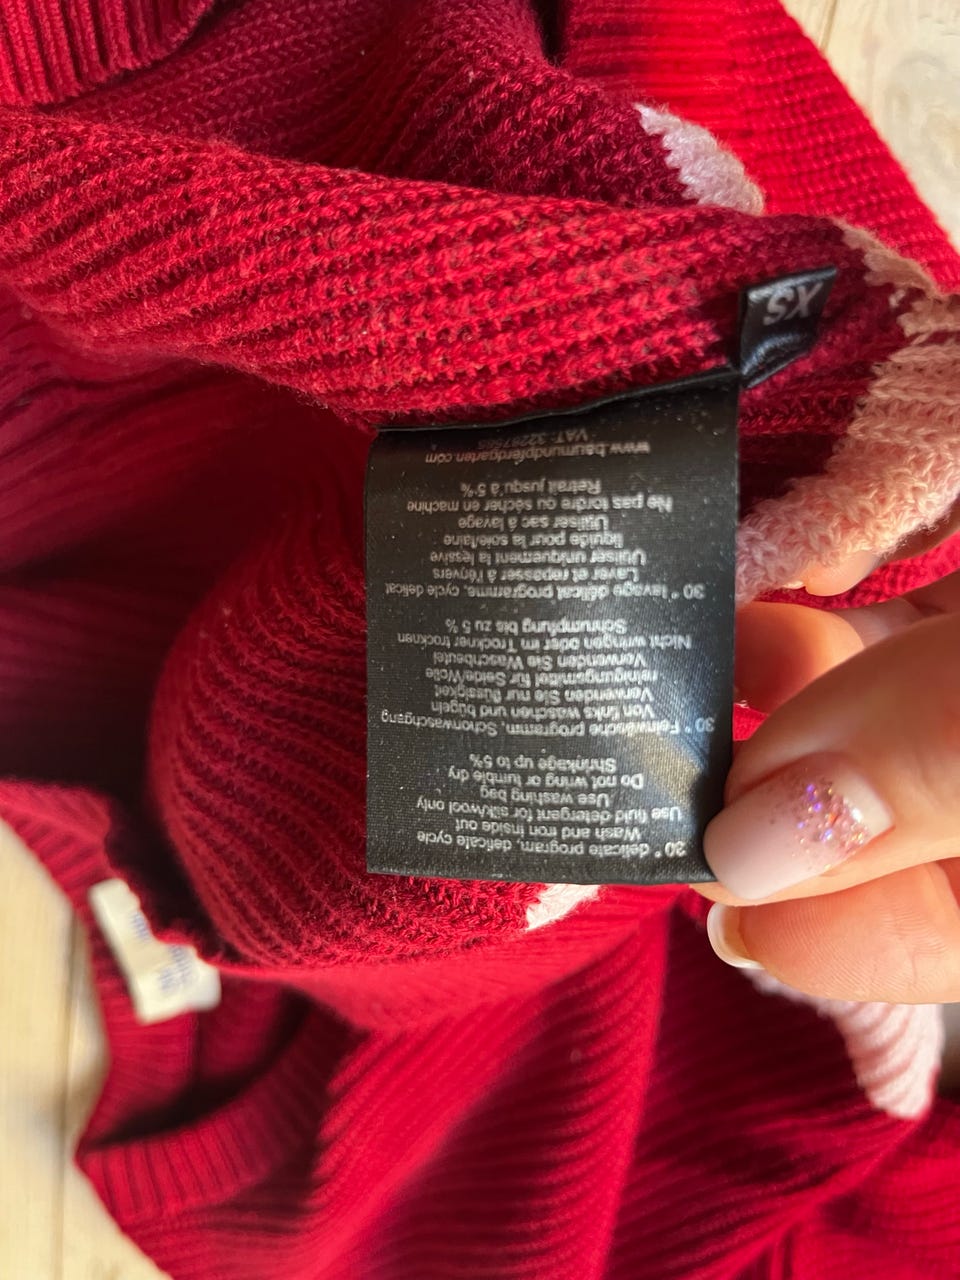 XS
30° delicate program, delicate cycle
Wash and iron inside out
Use fluid detergent for silk/wool only
Use washing bag
Do not wring or tumble dry
Shrinkage up to 5%
30° Feinwäsche programm, Schonwaschgang
Von links waschen und bügeln
Verwenden Sie nur flüssigkeit
reinigungsmittel für Seide/Wolle
Verwenden Sie Waschbeutel
Nicht wringen oder im Trockner trocknen
Schrumpfung bis zu 5 %
30° lavage délicat programme, cycle délicat
Laver et repasser à l'envers
Utiliser uniquement la lessive
liquide pour la soie/laine
Utiliser sac à lavage
Ne pas tordre ou sécher en machine
Retrait jusqu'à 5%
www.baumundpferdgarten.com
VAT: 32287565